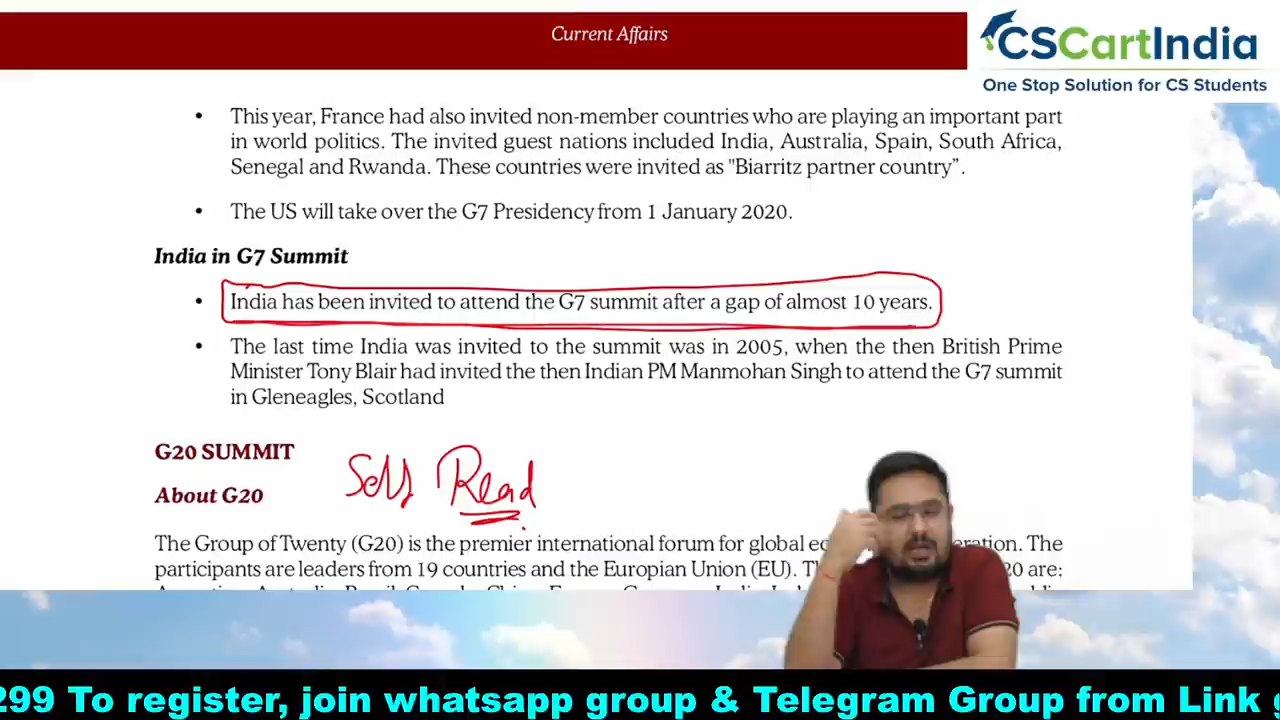 Current Affairs
CSCartIndia
One Stop Solution for CS Students
• This year, France had also invited non-member countries who are playing an important part
in world politics. The invited guest nations included India, Australia, Spain, South Africa,
Senegal and Rwanda. These countries were invited as "Biarritz partner country”.
• The US will take over the G7 Presidency from 1 January 2020.
India in G7 Summit
• India has been invited to attend the G7 summit after a gap of almost 10 years.
• The last time India was invited to the summit was in 2005, when the then British Prime
Minister Tony Blair had invited the then Indian PM Manmohan Singh to attend the G7 summit
in Gleneagles, Scotland
G20 SUMMIT
Self Read
About G20
The Group of Twenty (G20) is the premier international forum for global
The
participants are leaders from 19 countries and the Europian Union (EU).
20 are:
299 To register, join whatsapp group & Telegram Group from Link